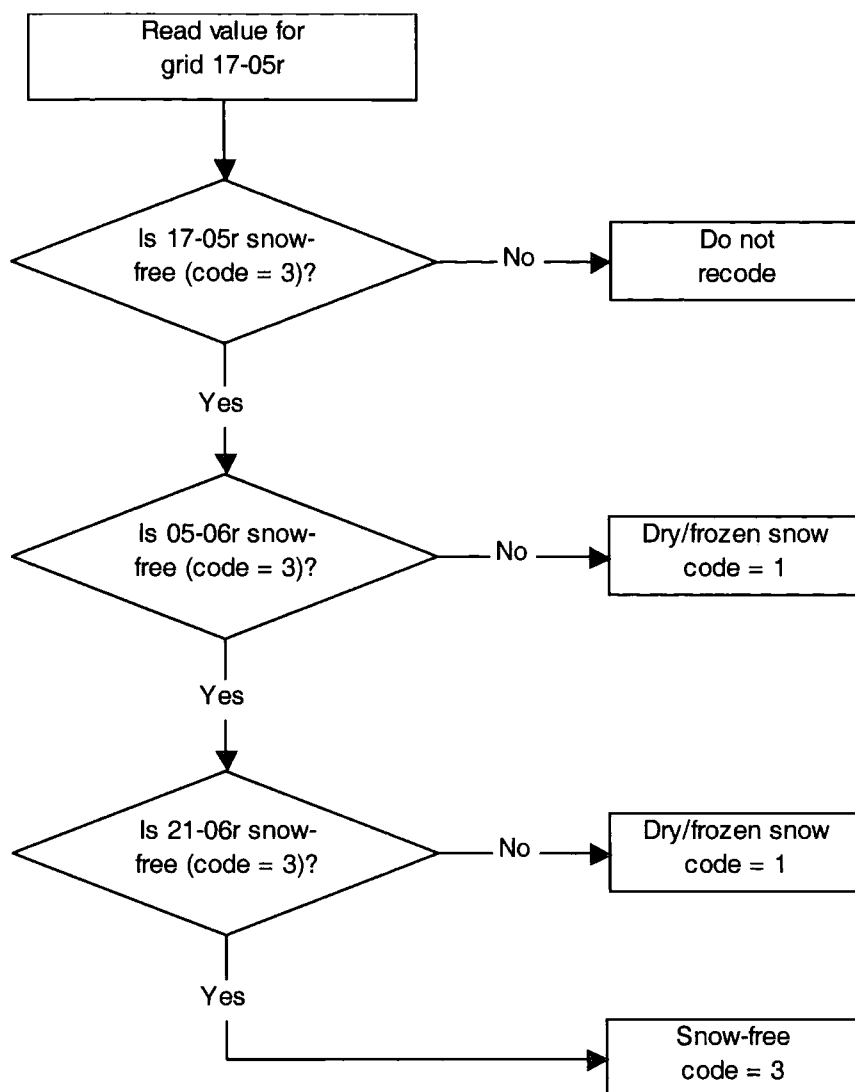 Read value for
grid 17-05r
Is 17-05r snow-
free (code = 3)?
No
Do not
recode
Yes
Is 05-06r snow-
free (code = 3)?
No
Dry/frozen snow
code = 1
Yes
Is 21-06r snow-
free (code = 3)?
No
Dry/frozen snow
code = 1
Yes
Snow-free
code = 3